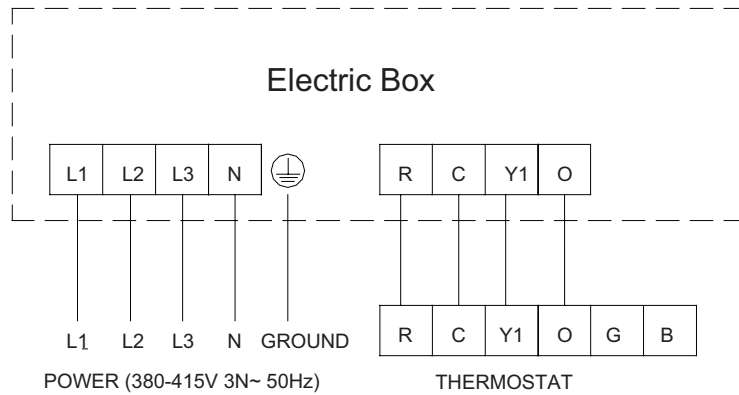 Electric Box
L1 L2 L3 N
R C Y1 O
L1 L2 L3 N GROUND
R C Y1 O G B
POWER (380-415V 3N~ 50Hz)
THERMOSTAT